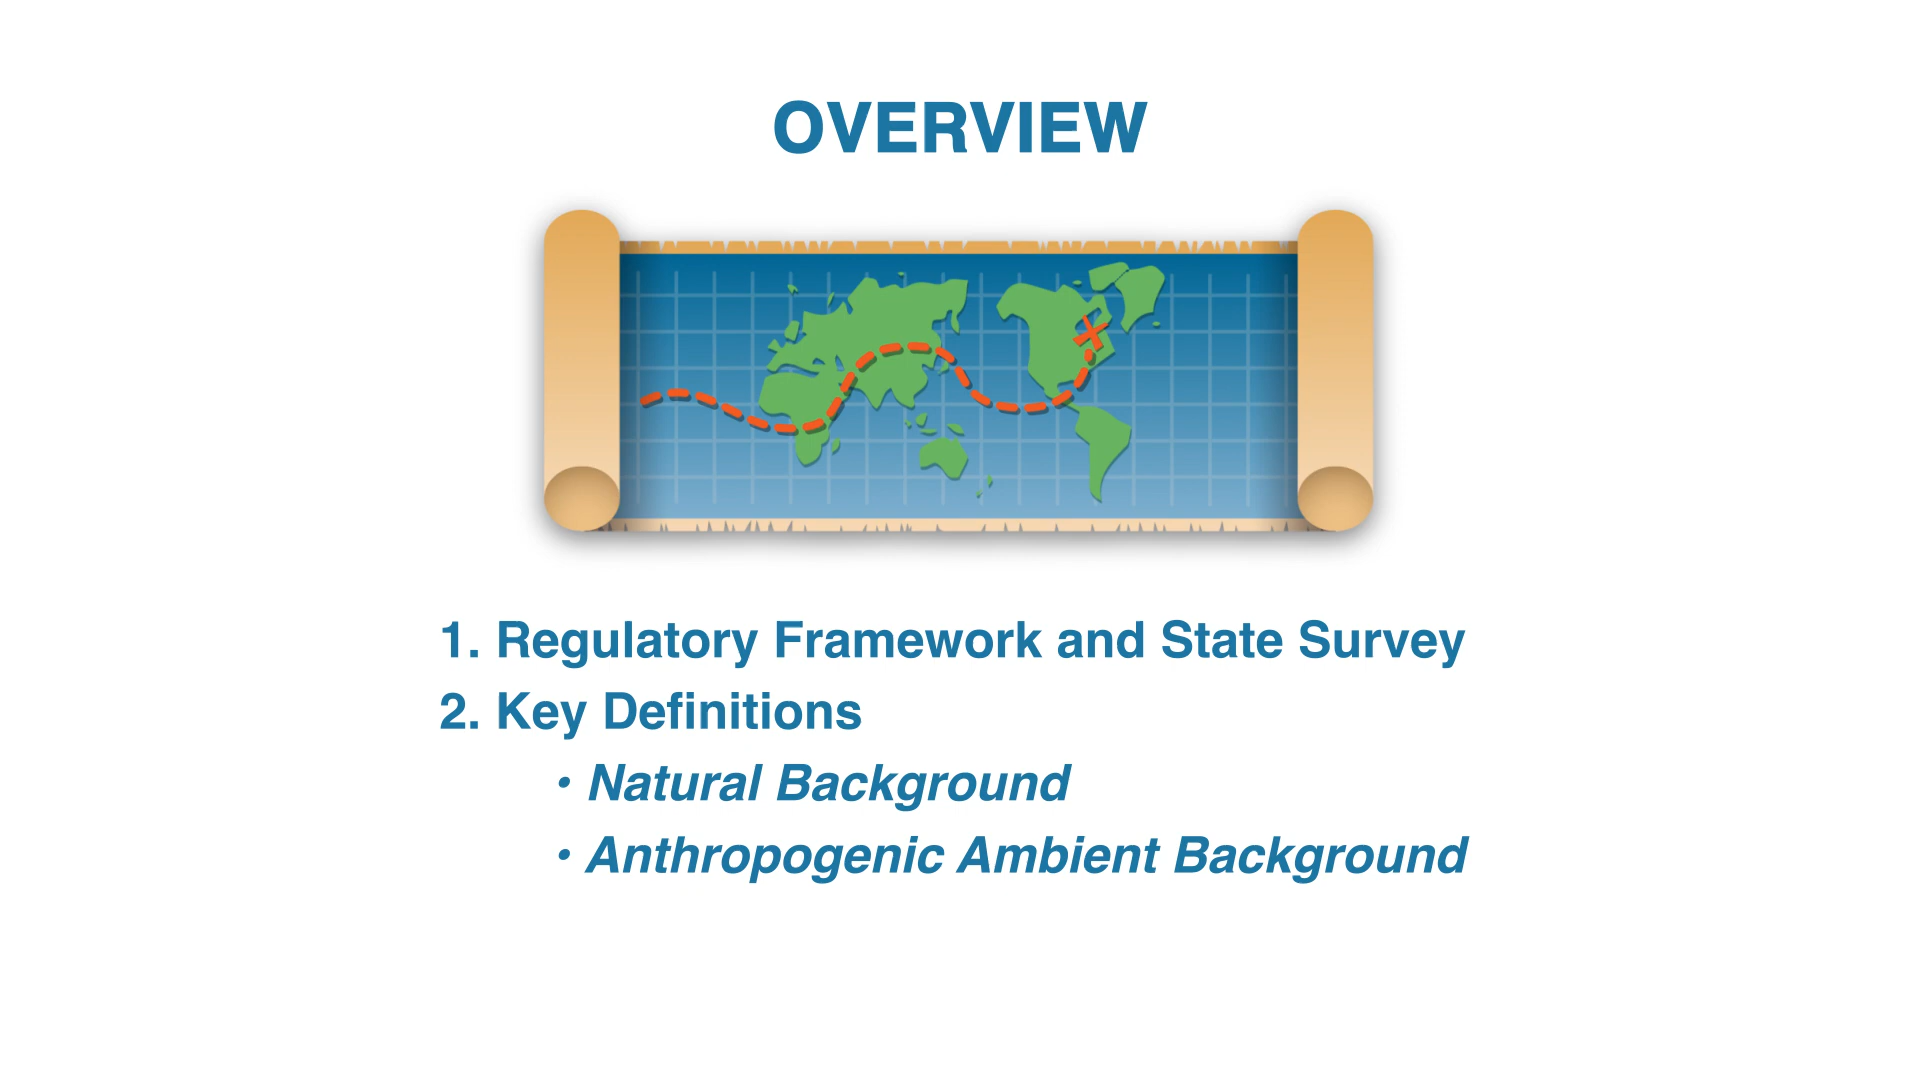 OVERVIEW
1. Regulatory Framework and State Survey
2. Key Definitions
• Natural Background
• Anthropogenic Ambient Background